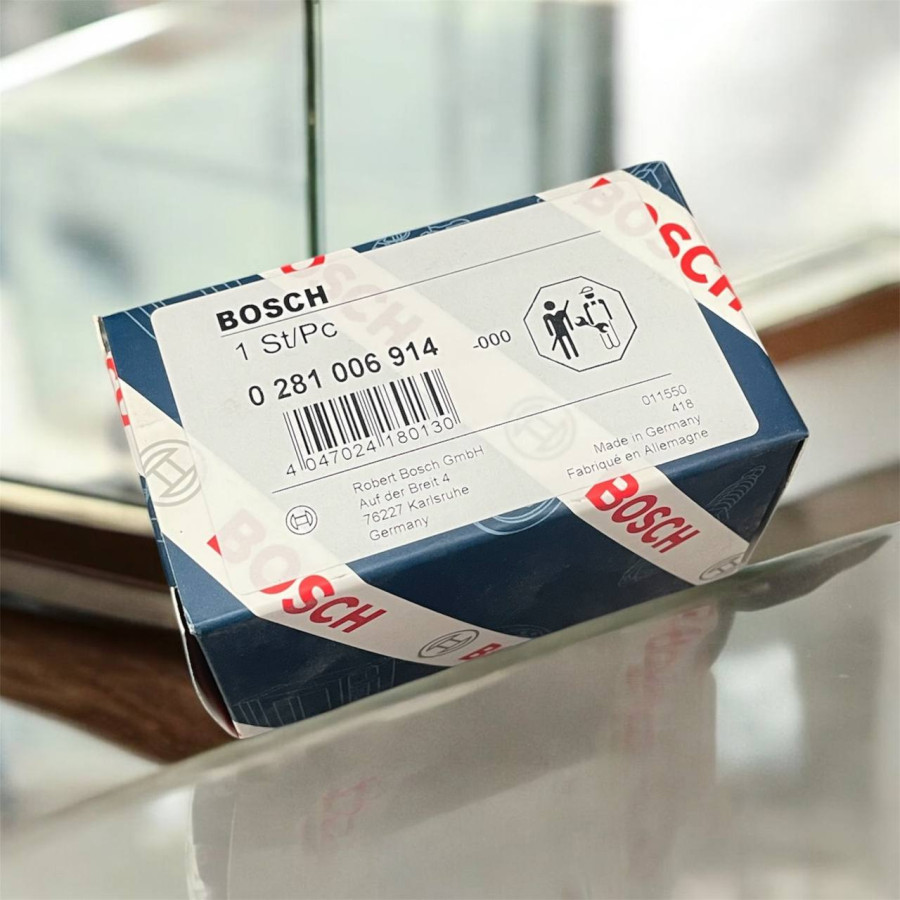 BOSCH
1 St/Pc
0 281 006 914
-000
4 047024 180130
011550
418
Robert Bosch GmbH
Auf der Breit 4
76227 Karlsruhe
Germany
Made in Germany
Fabriqué en Allemagne
BOSCH
BOSCH
BOSCH
BOSCH